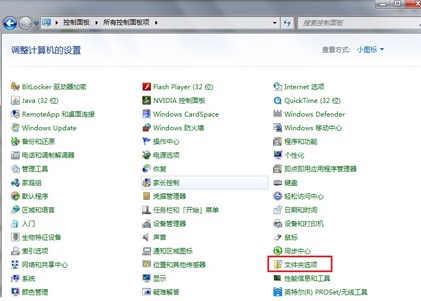 控制面板 ▸ 所有控制面板项 ▸
搜索控制面板
调整计算机的设置
查看方式: 小图标
BitLocker 驱动器加密 Flash Player (32 位) Internet 选项
Java (32 位) NVIDIA 控制面板 QuickTime (32 位)
RemoteApp 和桌面连接 Windows CardSpace Windows Defender
Windows Update Windows 防火墙 Windows 移动中心
备份和还原 操作中心 程序和功能
电话和调制解调器 电源选项 个性化
管理工具 恢复 即点即用应用程序管理器
家庭组 家长控制 键盘
默认程序 凭据管理器 轻松访问中心
区域和语言 任务栏和「开始」菜单 日期和时间
入门 设备管理器 设备和打印机
生物特征设备 声音 鼠标
索引选项 通知区域图标 同步中心
网络和共享中心 位置和其他传感器 文件夹选项
系统 显示 性能信息和工具
颜色管理 疑难解答 英特尔(R) PROSet/无线工具